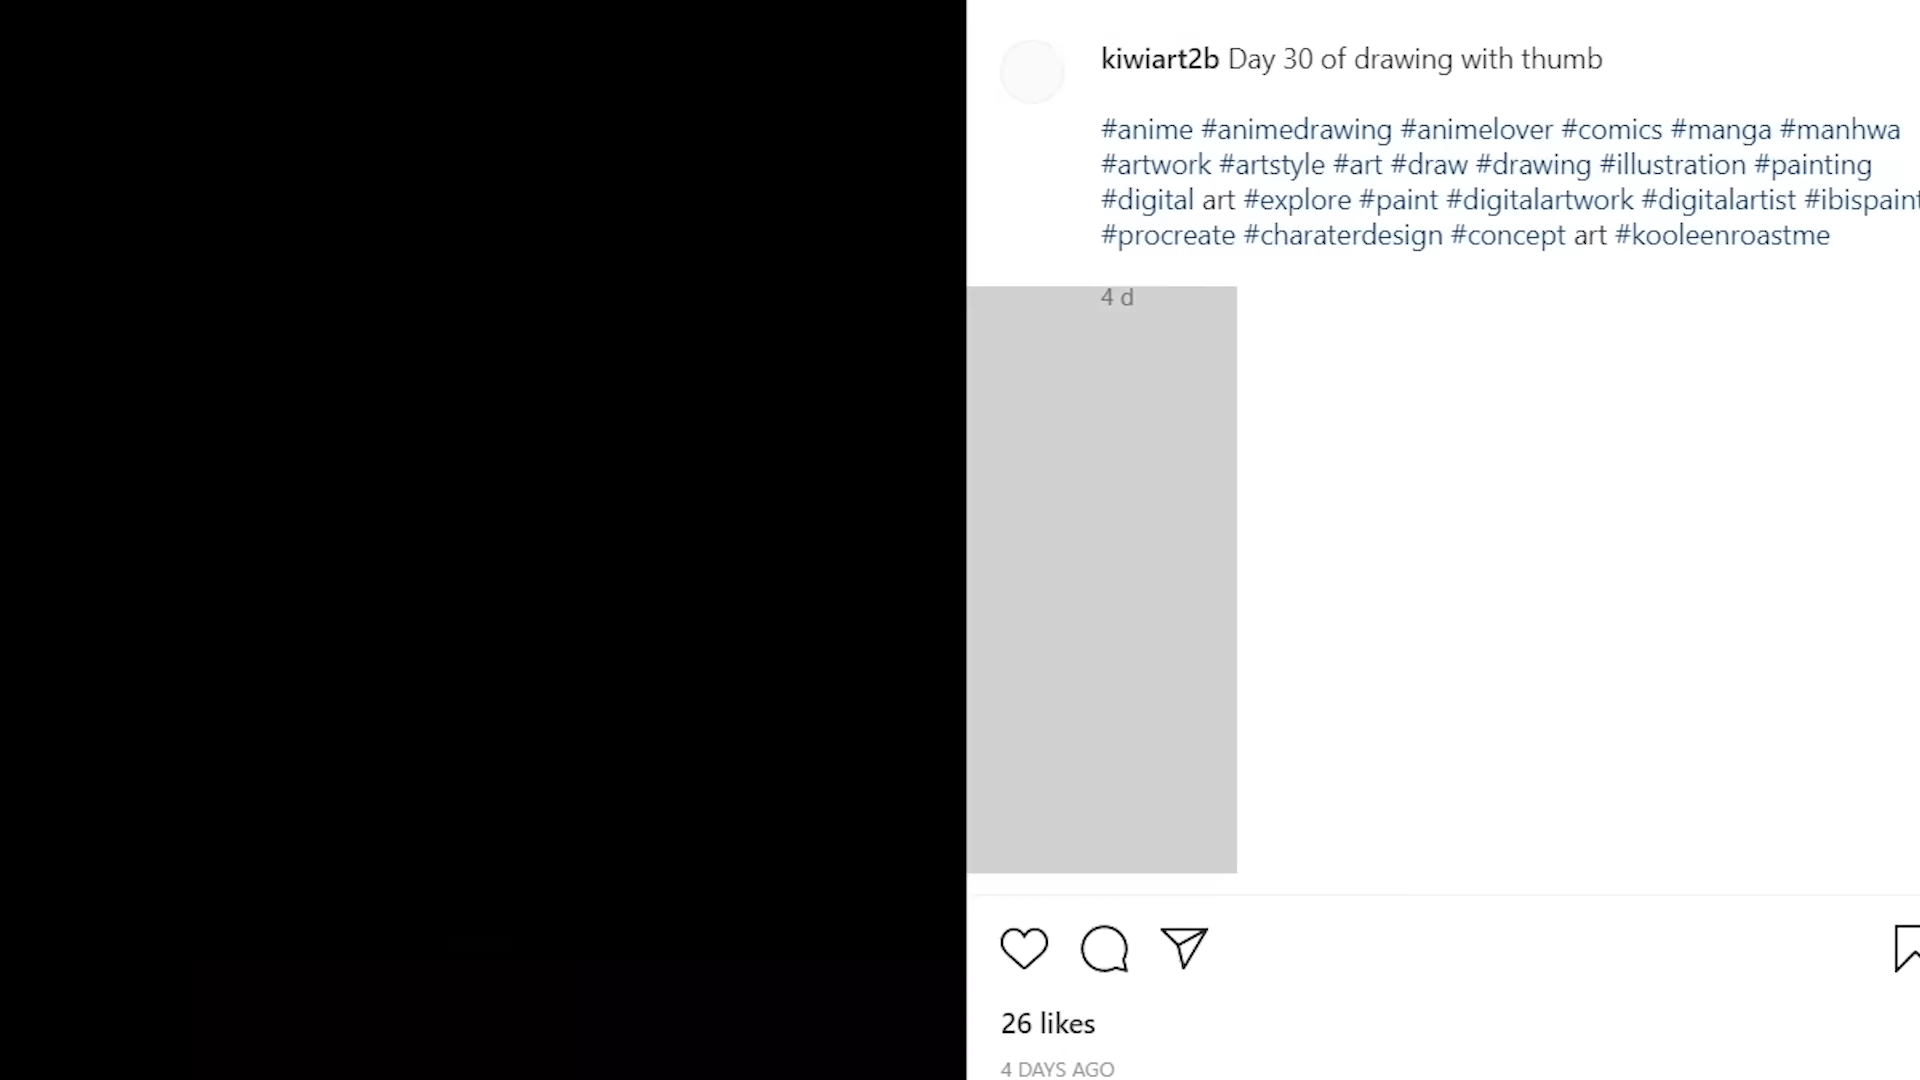 kiwiart2b Day 30 of drawing with thumb
#anime #animedrawing #animelover #comics #manga #manhwa
#artwork #artstyle #art #draw #drawing #illustration #painting
#digital art #explore #paint #digitalartwork #digitalartist #ibispaint
#procreate #charaterdesign #concept art #kooleenroastme
4 d
26 likes
4 DAYS AGO